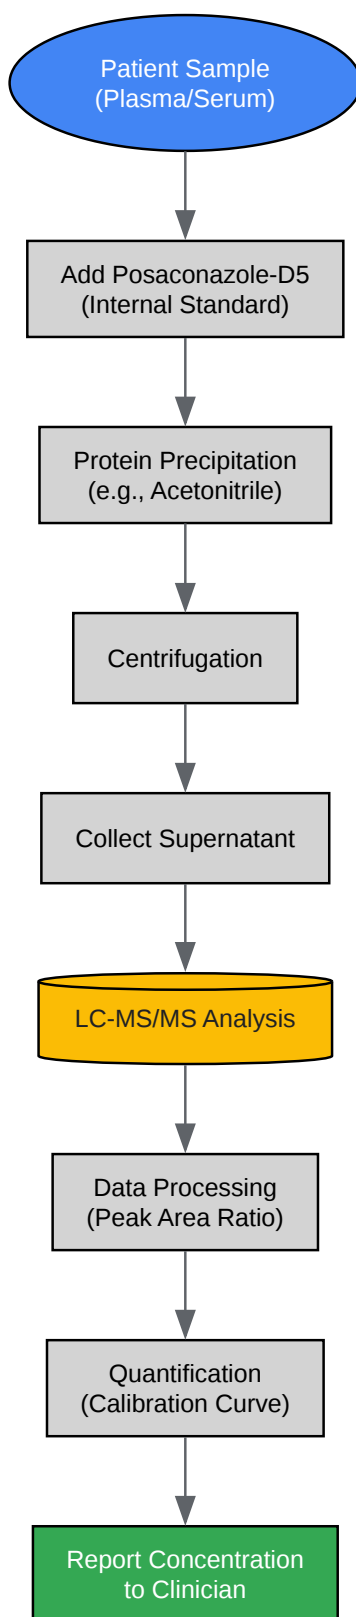 Patient Sample
(Plasma/Serum)
Add Posaconazole-D5
(Internal Standard)
Protein Precipitation
(e.g., Acetonitrile)
Centrifugation
Collect Supernatant
LC-MS/MS Analysis
Data Processing
(Peak Area Ratio)
Quantification
(Calibration Curve)
Report Concentration
to Clinician